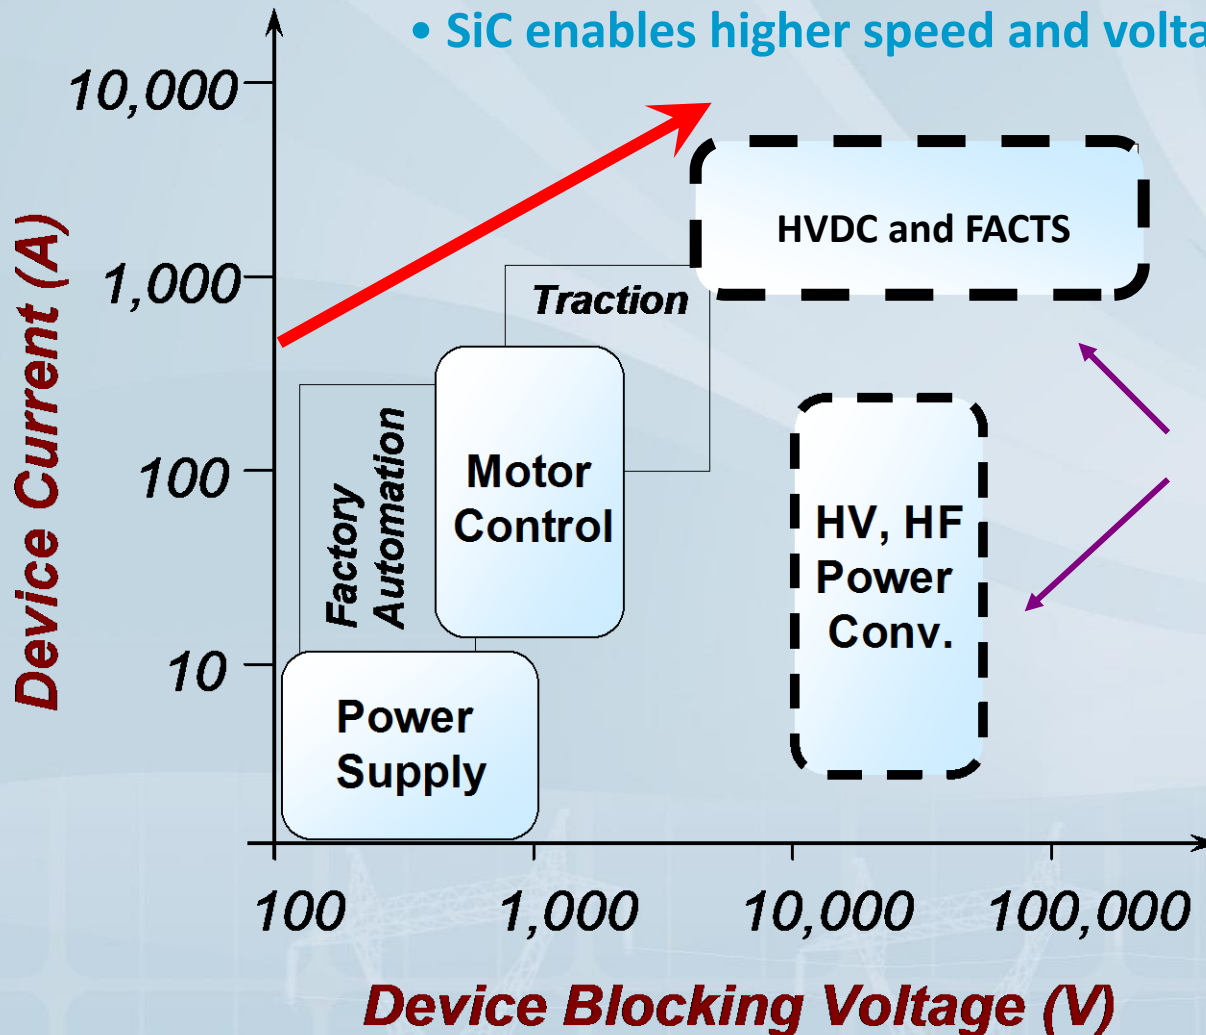 • SiC enables higher speed and volta
10,000
1,000
100
10
Device Current (A)
HVDC and FACTS
Traction
Factory
Automation
Motor
Control
HV, HF
Power
Conv.
Power
Supply
100
1,000
10,000
100,000
Device Blocking Voltage (V)